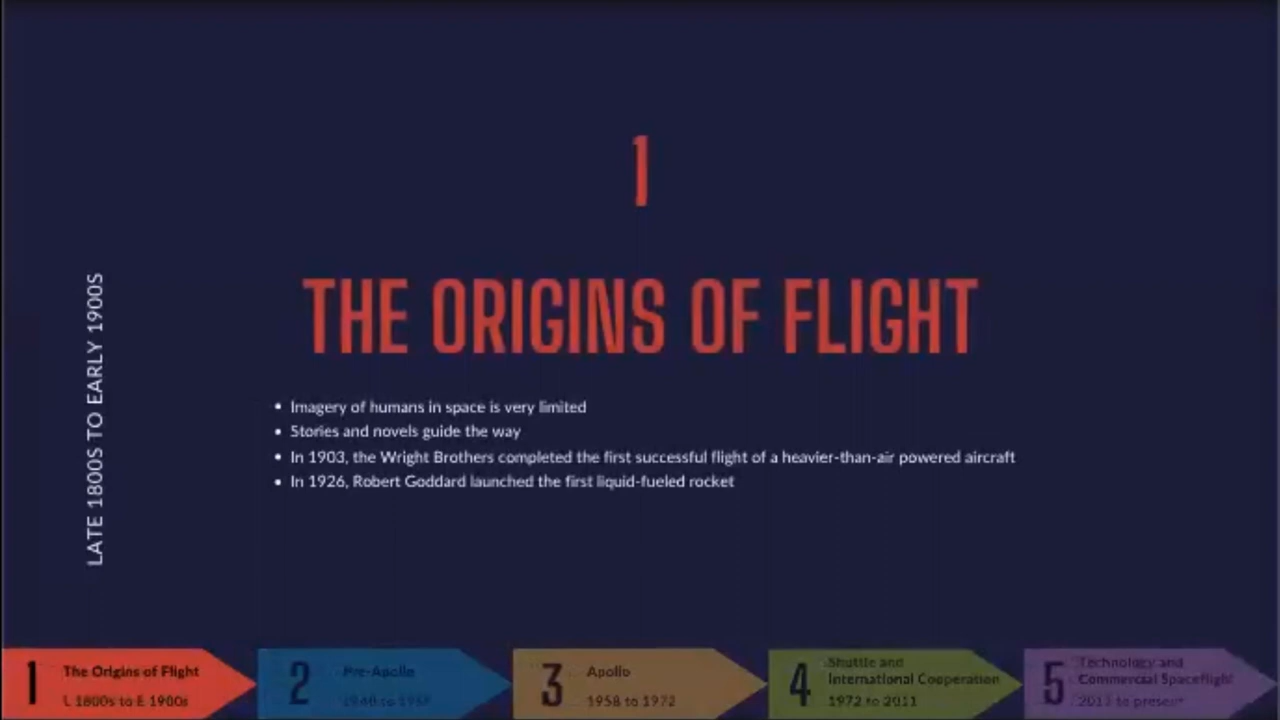 1
THE ORIGINS OF FLIGHT
LATE 1800S TO EARLY 1900S
• Imagery of humans in space is very limited
• Stories and novels guide the way
• In 1903, the Wright Brothers completed the first successful flight of a heavier-than-air powered aircraft
• In 1926, Robert Goddard launched the first liquid-fueled rocket
1
The Origins of Flight
L 1800s to E 1900s
2
Pre-Apollo
3
Apollo
1958 to 1972
4
Shuttle and
International Cooperation
1972 to 2011
5
Technology and
Commercial Spaceflight
to present